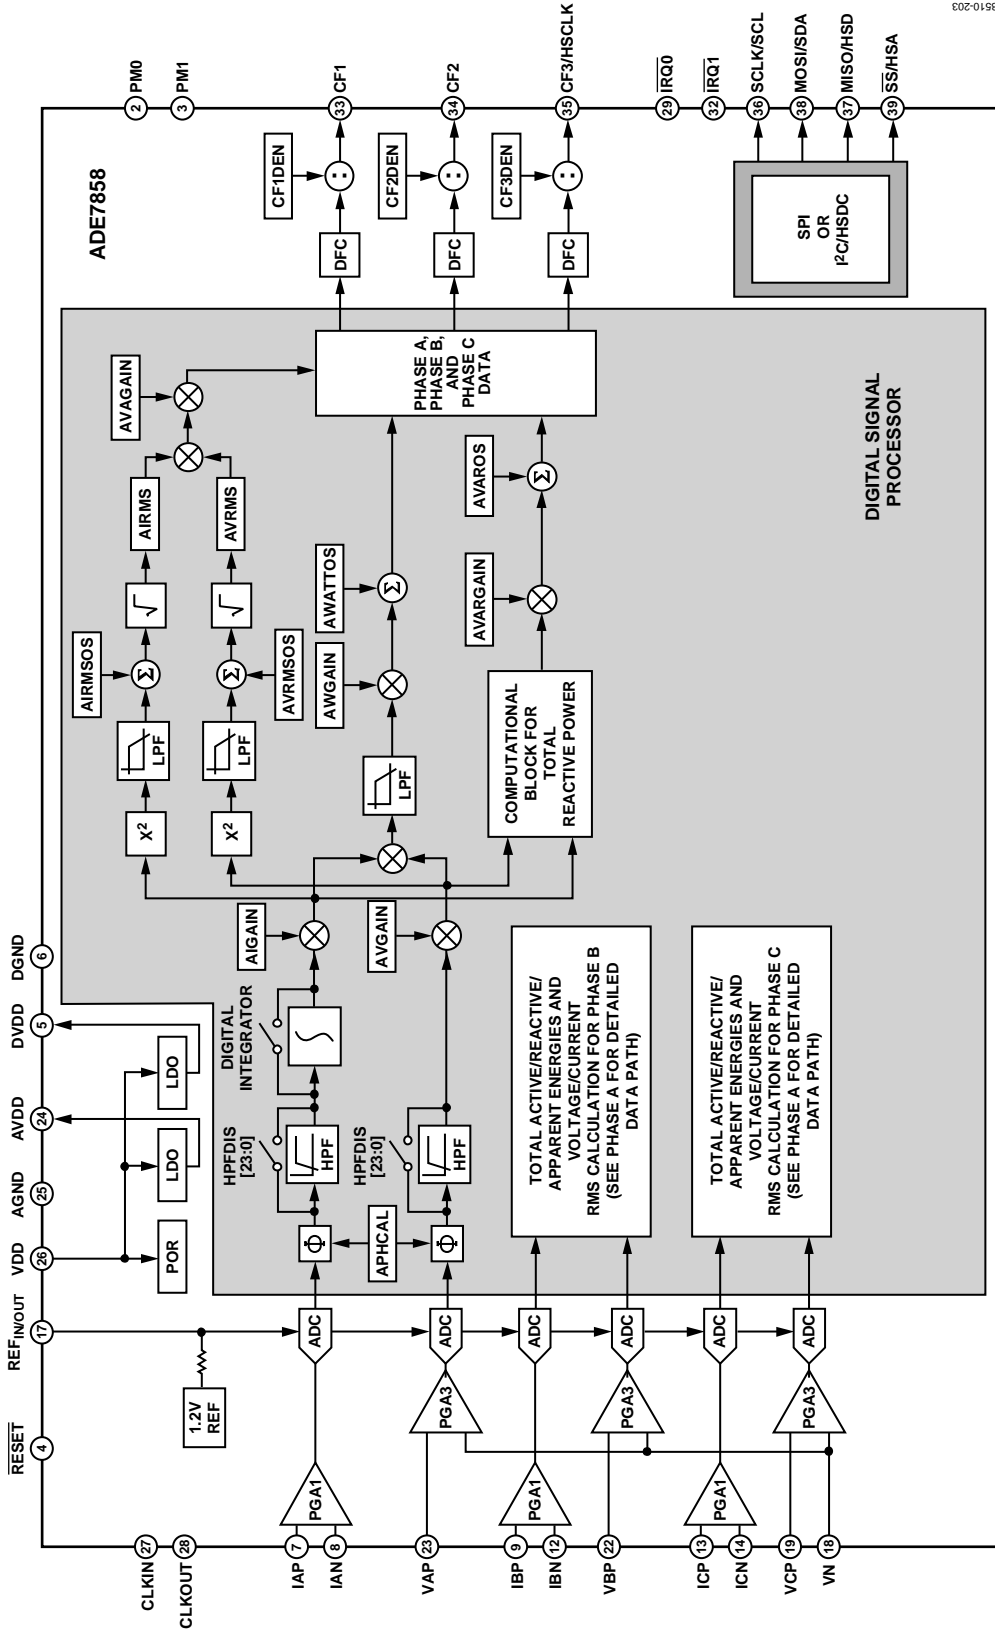 RESET
4
REF IN/OUT
17
VDD
26
AGND
25
AVDD
24
DVDD
5
DGND
6
ADE7858
1.2V
REF
POR
LDO
LDO
CLKIN
27
CLKOUT
28
IAP
7
IAN
8
VAP
23
IBP
9
IBN
12
VBP
22
ICP
13
ICN
14
VCP
19
VN
18
PGA1
PGA3
PGA1
PGA3
PGA1
PGA3
ADC
ADC
ADC
ADC
ADC
ADC
Φ
APHCAL
Φ
HPFDIS
[23:0]
HPF
HPFDIS
[23:0]
HPF
DIGITAL
INTEGRATOR
AIGAIN
AVGAIN
X²
LPF
AIRMSOS
Σ
√
AIRMS
X²
LPF
AVRMSOS
Σ
√
AVRMS
AVAGAIN
LPF
AWGAIN
AWATTOS
Σ
COMPUTATIONAL
BLOCK FOR
TOTAL
REACTIVE POWER
AVARGAIN
AVAROS
Σ
PHASE A,
PHASE B,
AND
PHASE C
DATA
TOTAL ACTIVE/REACTIVE/
APPARENT ENERGIES AND
VOLTAGE/CURRENT
RMS CALCULATION FOR PHASE B
(SEE PHASE A FOR DETAILED
DATA PATH)
TOTAL ACTIVE/REACTIVE/
APPARENT ENERGIES AND
VOLTAGE/CURRENT
RMS CALCULATION FOR PHASE C
(SEE PHASE A FOR DETAILED
DATA PATH)
DIGITAL SIGNAL
PROCESSOR
DFC
CF1DEN
:
DFC
CF2DEN
:
DFC
CF3DEN
:
SPI
OR
I²C/HSDC
2
PM0
3
PM1
33
CF1
34
CF2
35
CF3/HSCLK
29
IRQ0
32
IRQ1
36
SCLK/SCL
38
MOSI/SDA
37
MISO/HSD
39
SS/HSA
8510-203